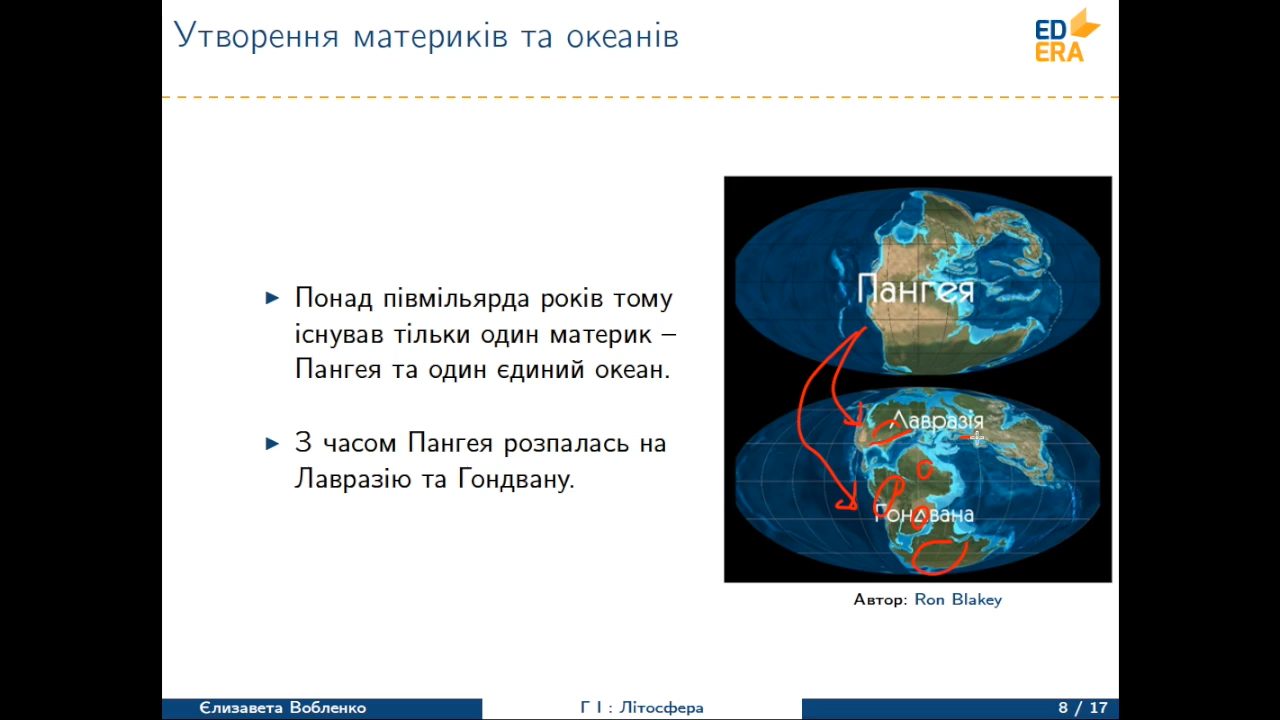 Утворення материків та океанів
ED
ERA
Понад півмільярда років тому
існував тільки один материк –
Пангея та один єдиний океан.
З часом Пангея розпалась на
Лавразію та Гондвану.
Пангея
Лавразія
Гондвана
Автор: Ron Blakey
Єлизавета Вобленко
Г I : Літосфера
8 / 17